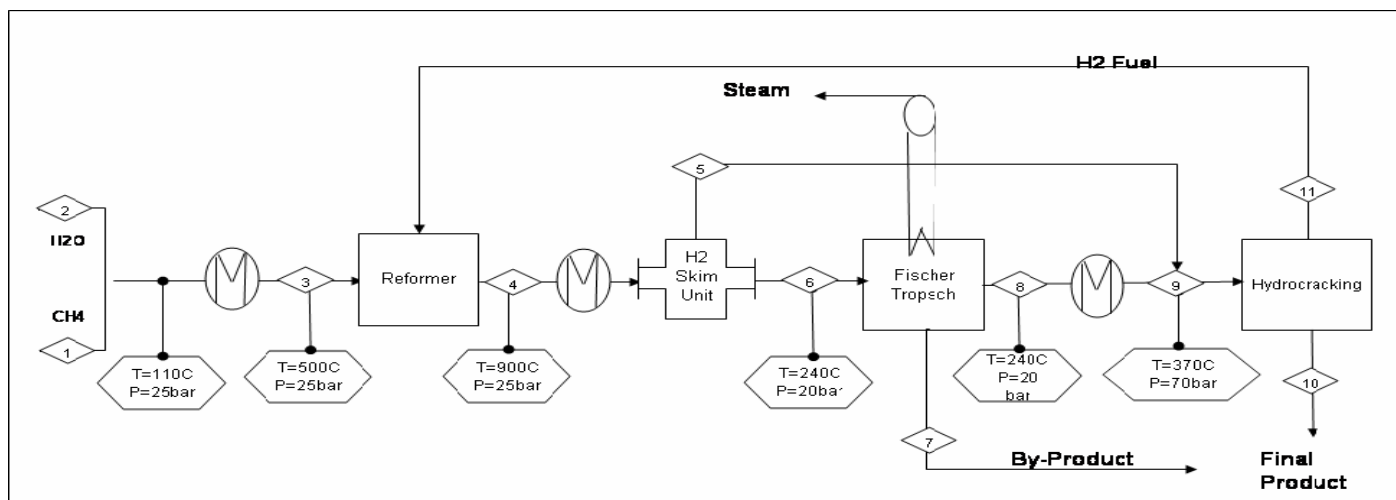 H2 Fuel
Steam
5
11
2
H2O
Reformer
H2
Skim
Unit
Fischer
Tropsch
Hydrocracking
3
4
6
8
9
CH4
1
T=110C
P=25bar
T=500C
P=25bar
T=900C
P=25bar
T=240C
P=20bar
T=240C
P=20
bar
T=370C
P=70bar
10
7
By-Product
Final
Product